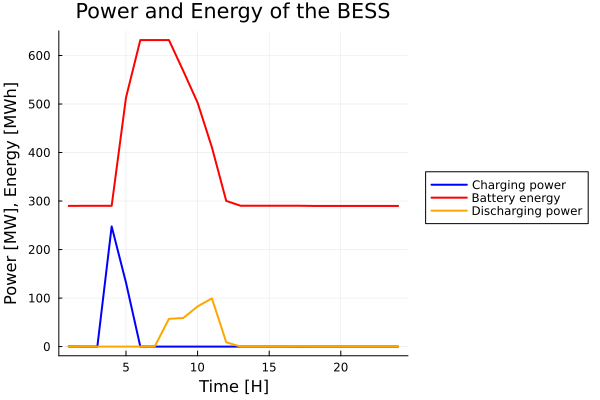 Power and Energy of the BESS
Power [MW], Energy [MWh]
600
500
400
300
200
100
0
5
10
15
20
Time [H]
Charging power
Battery energy
Discharging power